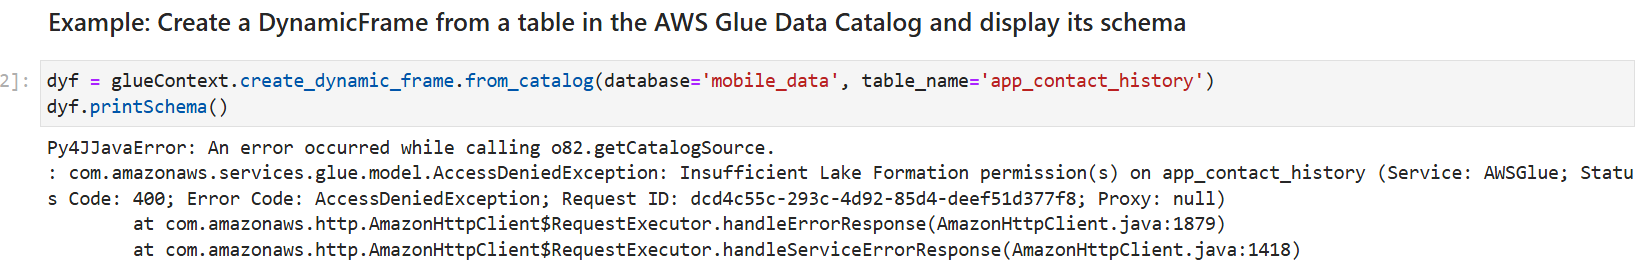 Example: Create a DynamicFrame from a table in the AWS Glue Data Catalog and display its schema
2]:
dyf = glueContext.create_dynamic_frame.from_catalog(database='mobile_data', table_name='app_contact_history')
dyf.printSchema()
Py4JJavaError: An error occurred while calling o82.getCatalogSource.
: com.amazonaws.services.glue.model.AccessDeniedException: Insufficient Lake Formation permission(s) on app_contact_history (Service: AWSGlue; Statu
s Code: 400; Error Code: AccessDeniedException; Request ID: dcd4c55c-293c-4d92-85d4-deef51d377f8; Proxy: null)
at com.amazonaws.http.AmazonHttpClient$RequestExecutor.handleErrorResponse(AmazonHttpClient.java:1879)
at com.amazonaws.http.AmazonHttpClient$RequestExecutor.handleServiceErrorResponse(AmazonHttpClient.java:1418)